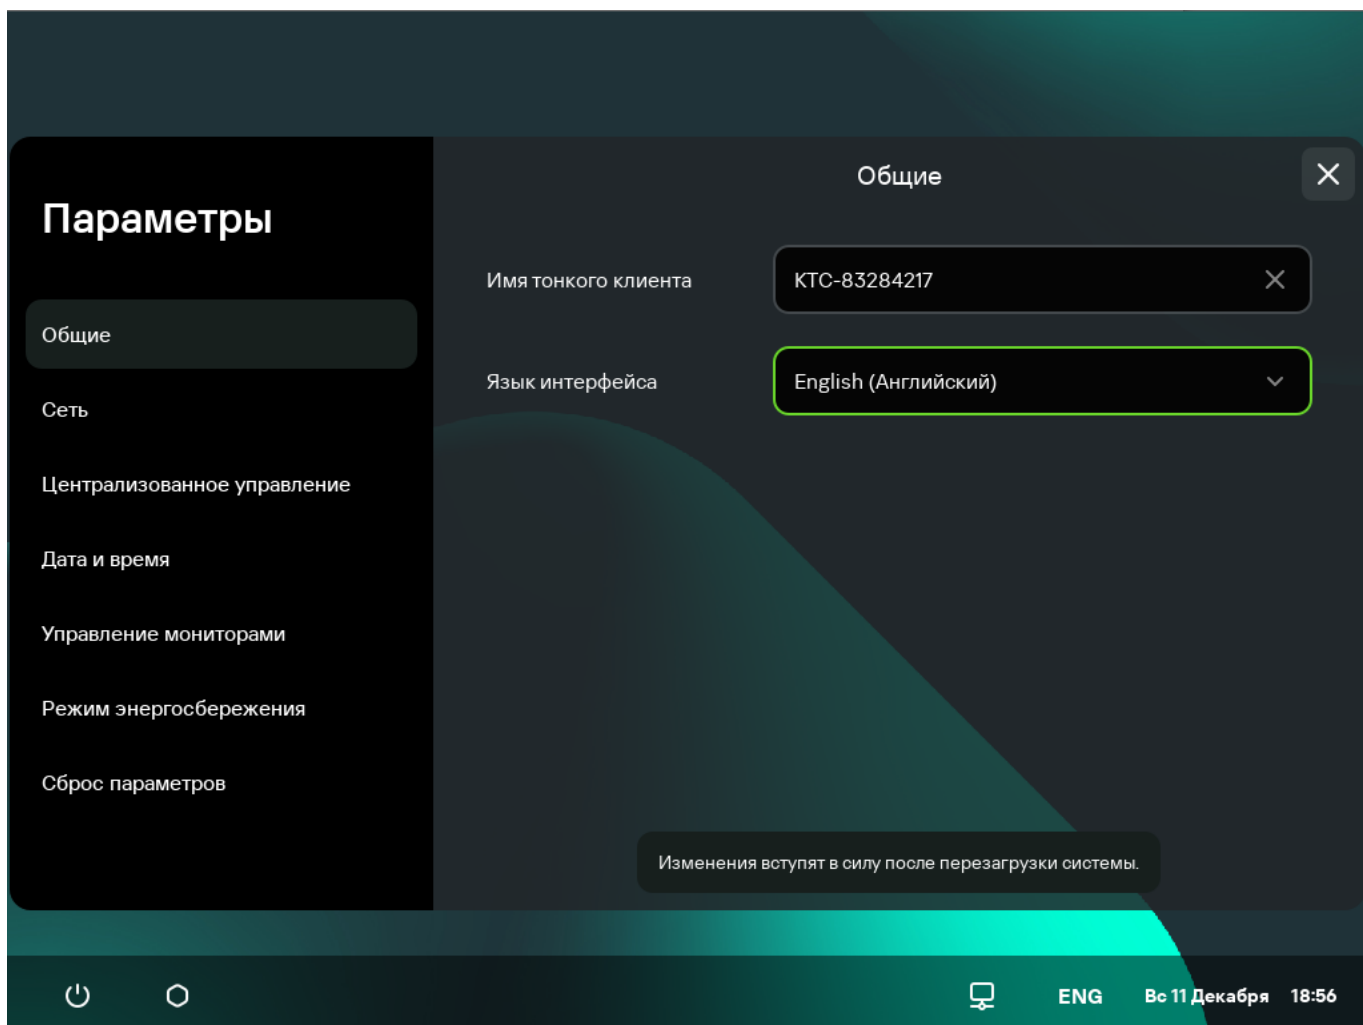 Параметры
Общие
Сеть
Централизованное управление
Дата и время
Управление мониторами
Режим энергосбережения
Сброс параметров
Общие
Имя тонкого клиента
KTC-83284217
Язык интерфейса
English (Английский)
Изменения вступят в силу после перезагрузки системы.
ENG
Вс 11 Декабря
18:56